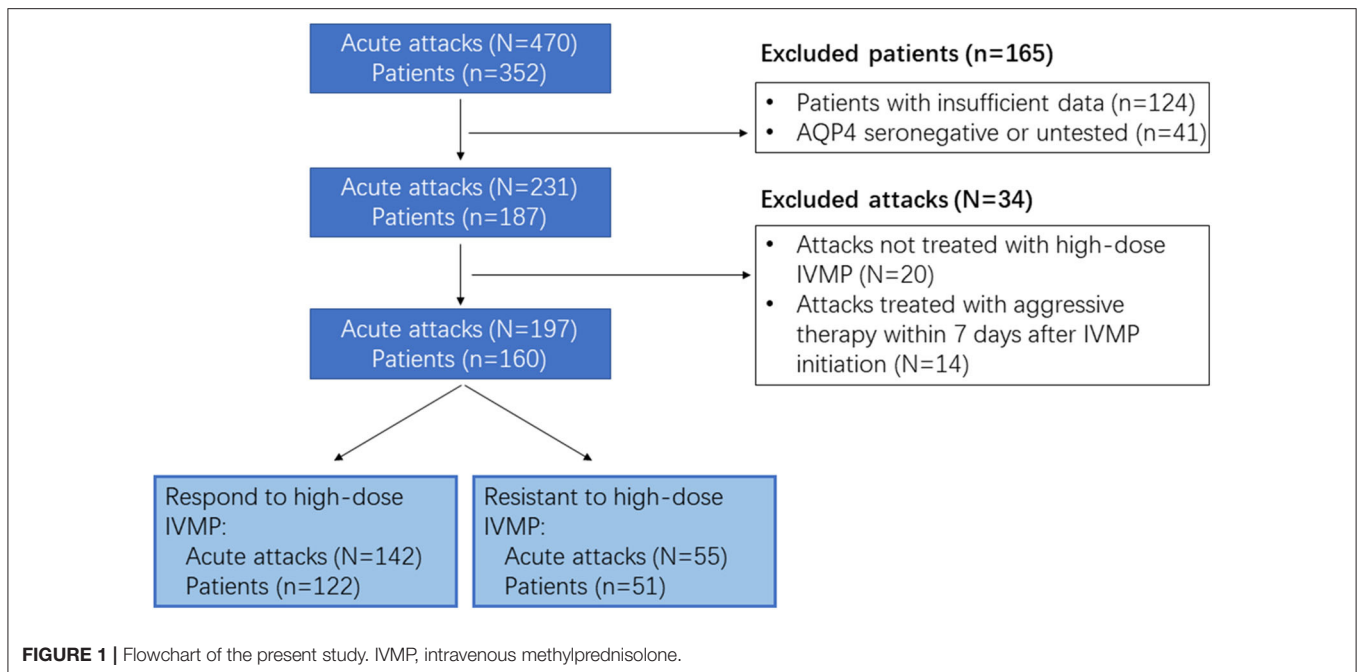 Acute attacks (N=470)
Patients (n=352)
Excluded patients (n=165)
• Patients with insufficient data (n=124)
• AQP4 seronegative or untested (n=41)
Acute attacks (N=231)
Patients (n=187)
Excluded attacks (N=34)
• Attacks not treated with high-dose
IVMP (N=20)
• Attacks treated with aggressive
therapy within 7 days after IVMP
initiation (N=14)
Acute attacks (N=197)
Patients (n=160)
Respond to high-dose
IVMP:
Acute attacks (N=142)
Patients (n=122)
Resistant to high-dose
IVMP:
Acute attacks (N=55)
Patients (n=51)
FIGURE 1 | Flowchart of the present study. IVMP, intravenous methylprednisolone.